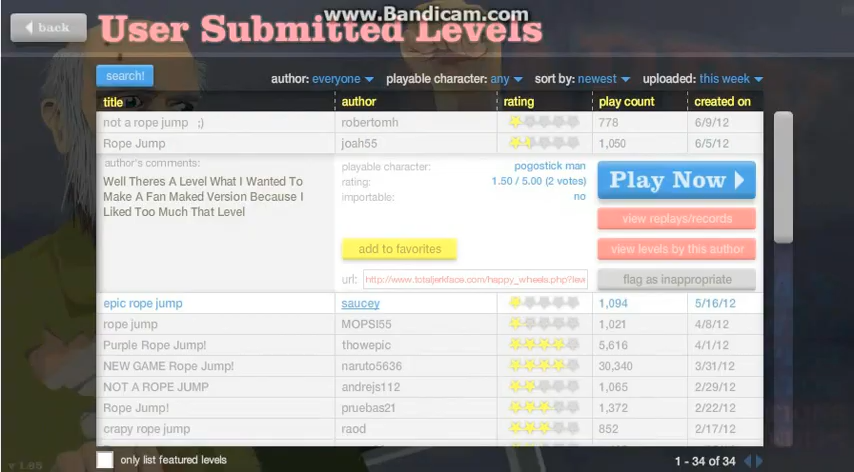 www.Bandicam.com
back
User Submitted Levels
search!
author: everyone playable character: any sort by: newest uploaded: this week
title author rating play count created on
not a rope jump ;) robertomh 778 6/9/12
Rope Jump joah55 1,050 6/5/12
author's comments:
Well Theres A Level What I Wanted To
Make A Fan Maked Version Because I
Liked Too Much That Level
playable character: pogostick man
rating: 1.50 / 5.00 (2 votes)
importable: no
Play Now
view replays/records
add to favorites
view levels by this author
url: http://www.totaljerkface.com/happy_wheels.php?
flag as inappropriate
epic rope jump saucey 1,094 5/16/12
rope jump MOPSI55 1,021 4/8/12
Purple Rope Jump! thowepic 5,616 4/1/12
NEW GAME Rope Jump! naruto5636 30,340 3/31/12
NOT A ROPE JUMP andrejs112 1,065 2/29/12
Rope Jump! pruebas21 1,372 2/22/12
crapy rope jump raod 852 2/17/12
v 1.85
only list featured levels
1 - 34 of 34